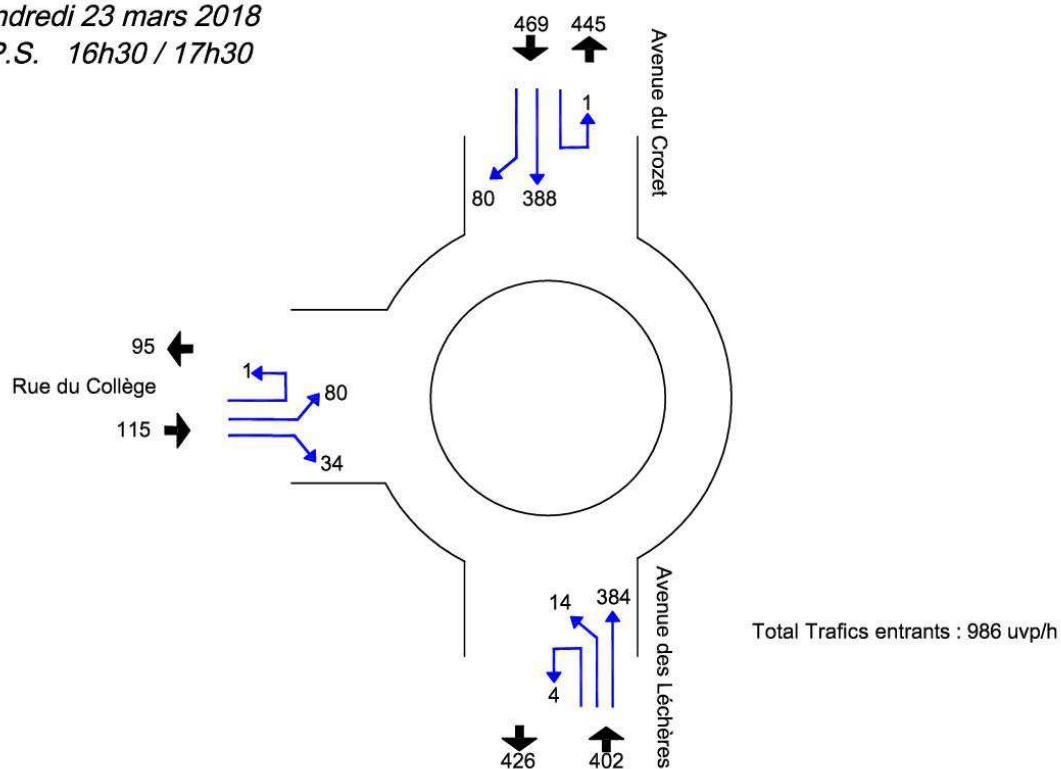 ndredi 23 mars 2018
P.S. 16h30 / 17h30
469 445
Avenue du Crozet
1
80 388
95
1
Rue du Collège
80
115
34
14 384
Avenue des Léchères
Total Trafics entrants : 986 uvp/h
4
426 402